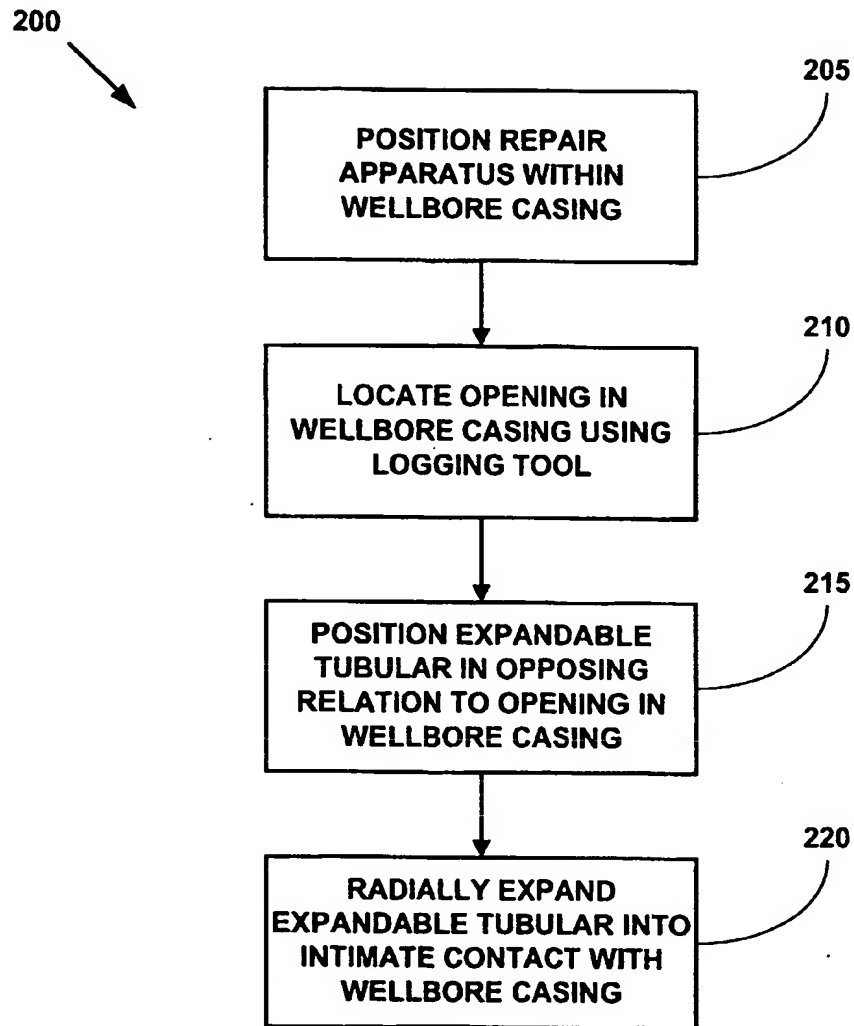 200
205
POSITION REPAIR
APPARATUS WITHIN
WELLBORE CASING
210
LOCATE OPENING IN
WELLBORE CASING USING
LOGGING TOOL
215
POSITION EXPANDABLE
TUBULAR IN OPPOSING
RELATION TO OPENING IN
WELLBORE CASING
220
RADIALLY EXPAND
EXPANDABLE TUBULAR INTO
INTIMATE CONTACT WITH
WELLBORE CASING